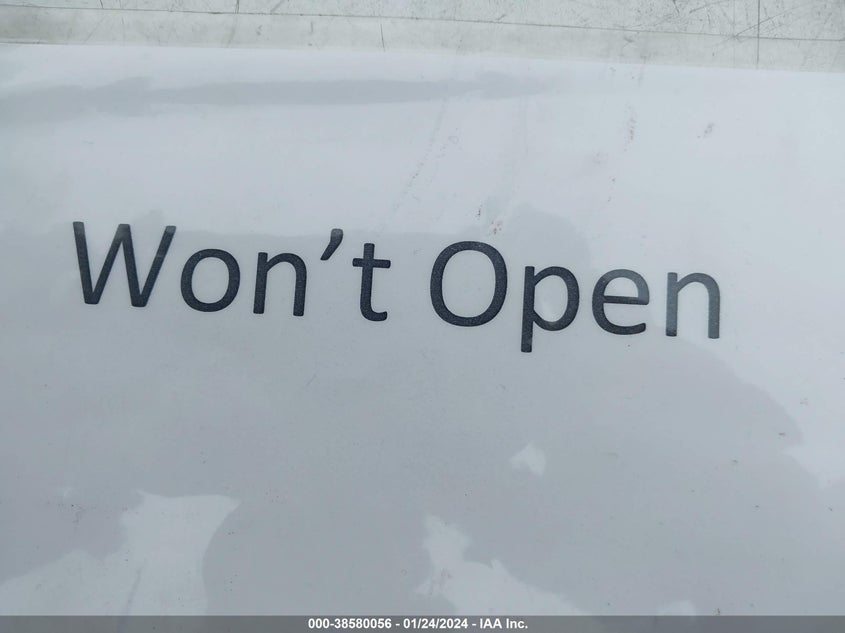 Won’t Open
000-38580056 - 01/24/2024 - IAA Inc.